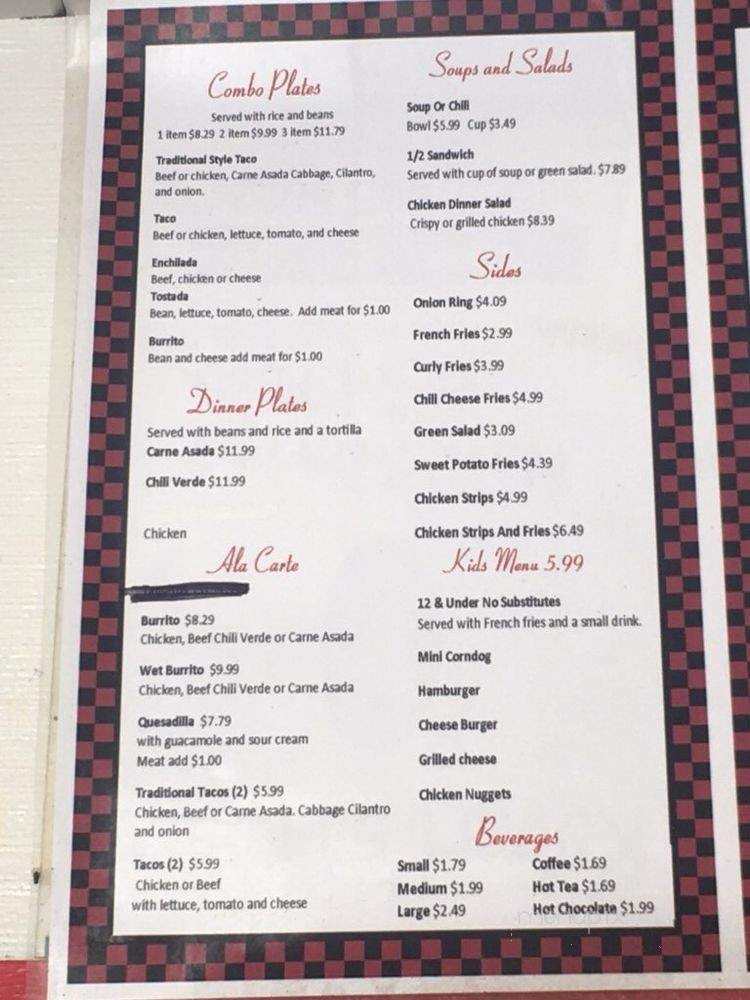 Combo Plates
Served with rice and beans
1 item $8.29 2 item $9.99 3 item $11.79
Traditional Style Taco
Beef or chicken, Carne Asada Cabbage, Cilantro,
and onion.
Taco
Beef or chicken, lettuce, tomato, and cheese
Enchilada
Beef, chicken or cheese
Tostada
Bean, lettuce, tomato, cheese. Add meat for $1.00
Burrito
Bean and cheese add meat for $1.00
Dinner Plates
Served with beans and rice and a tortilla
Carne Asada $11.99
Chili Verde $11.99
Chicken
Ala Carte
Burrito $8.29
Chicken, Beef Chili Verde or Carne Asada
Wet Burrito $9.99
Chicken, Beef Chili Verde or Carne Asada
Quesadilla $7.79
with guacamole and sour cream
Meat add $1.00
Traditional Tacos (2) $5.99
Chicken, Beef or Carne Asada. Cabbage Cilantro
and onion
Tacos (2) $5.99
Chicken or Beef
with lettuce, tomato and cheese
Soups and Salads
Soup Or Chili
Bowl $5.99 Cup $3.49
1/2 Sandwich
Served with cup of soup or green salad. $7.89
Chicken Dinner Salad
Crispy or grilled chicken $8.39
Sides
Onion Ring $4.09
French Fries $2.99
Curly Fries $3.99
Chili Cheese Fries $4.99
Green Salad $3.09
Sweet Potato Fries $4.39
Chicken Strips $4.99
Chicken Strips And Fries $6.49
Kids Menu 5.99
12 & Under No Substitutes
Served with French fries and a small drink.
Mini Corndog
Hamburger
Cheese Burger
Grilled cheese
Chicken Nuggets
Beverages
Small $1.79 Coffee $1.69
Medium $1.99 Hot Tea $1.69
Large $2.49 Hot Chocolate $1.99